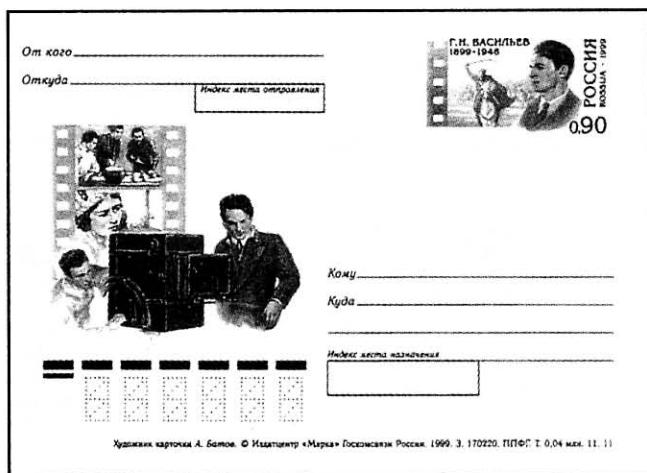 От кого
Откуда
Индекс места отправления
Г.Н. ВАСИЛЬЕВ
1899-1946
РОССИЯ
ROSSIJA · 1999
0,90
Кому
Куда
Индекс места назначения
Художник карточки А. Батов. © Издатцентр «Марка» Госкомсвязи России. 1999. З. 170220. ППФГ. Т. 0,04 млн. 11. 11